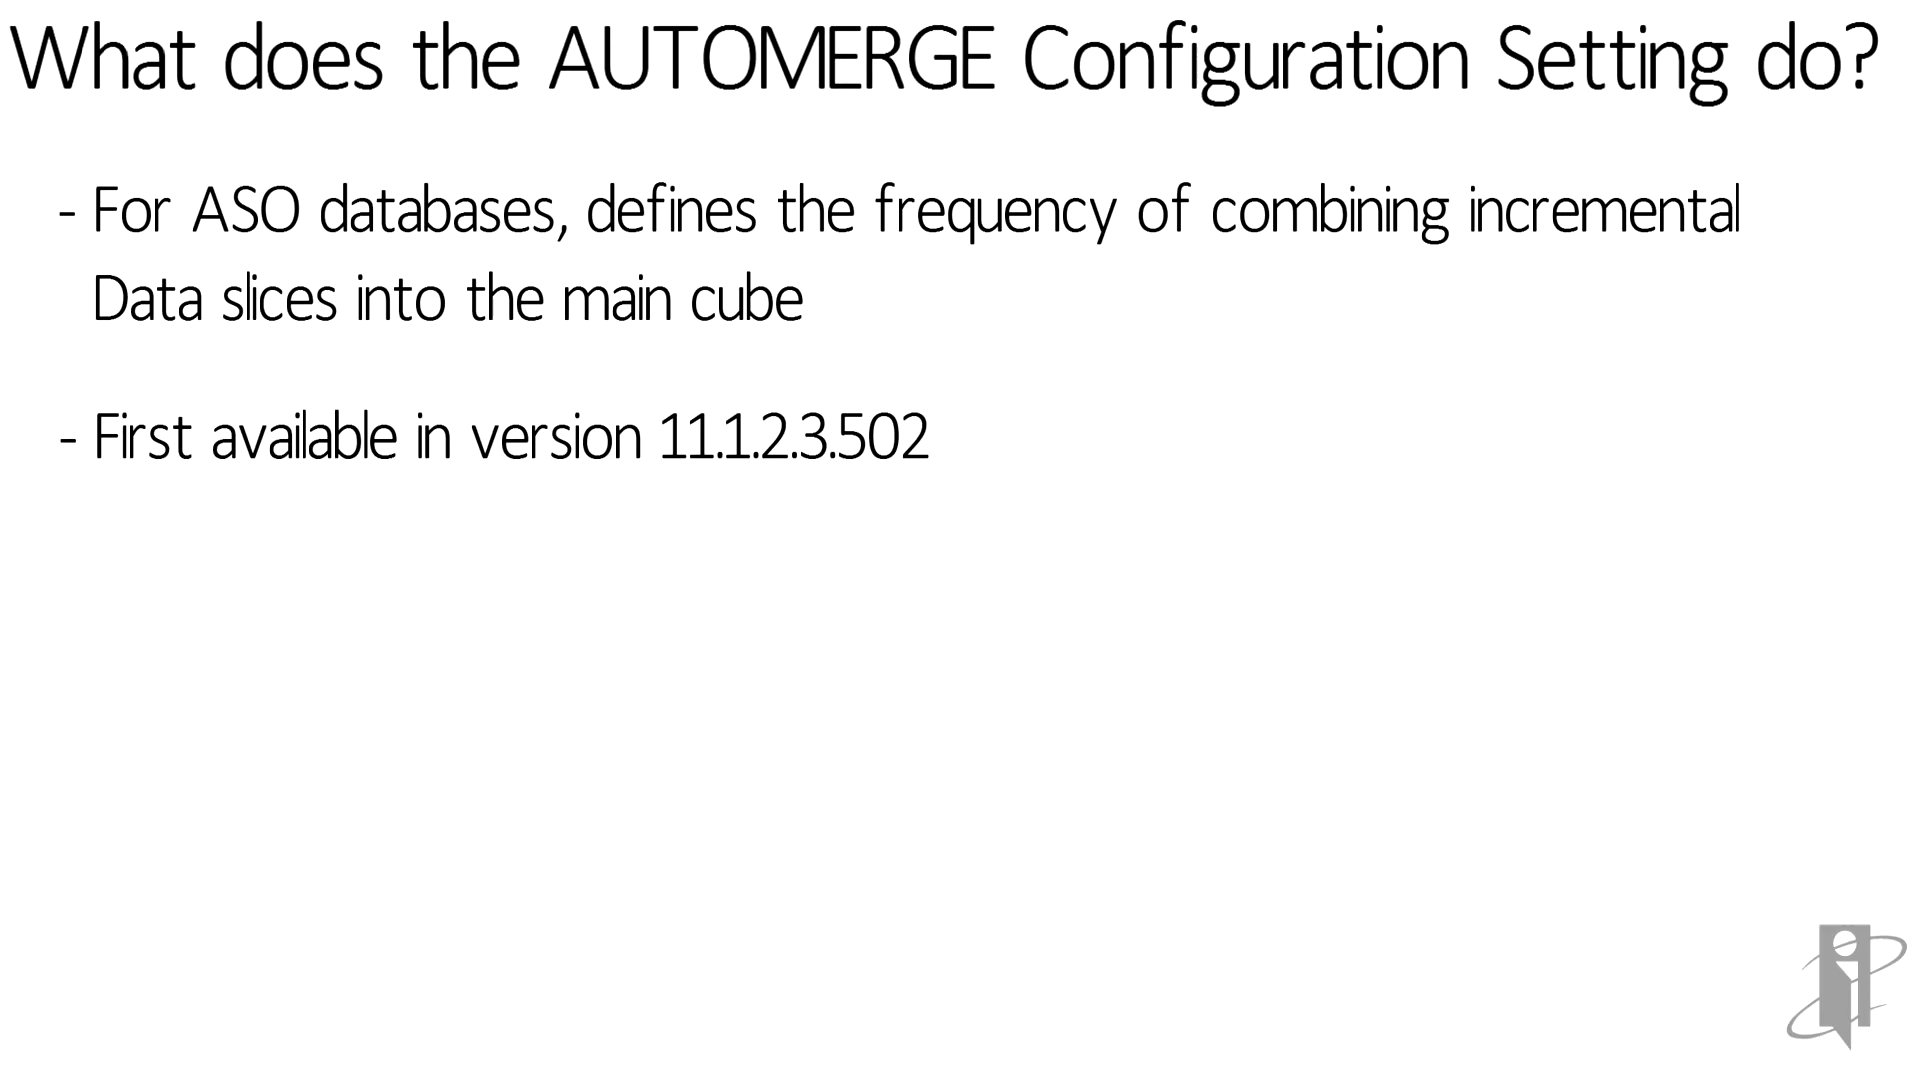 What does the AUTOMERGE Configuration Setting do?
- For ASO databases, defines the frequency of combining incremental
Data slices into the main cube
- First available in version 11.1.2.3.502